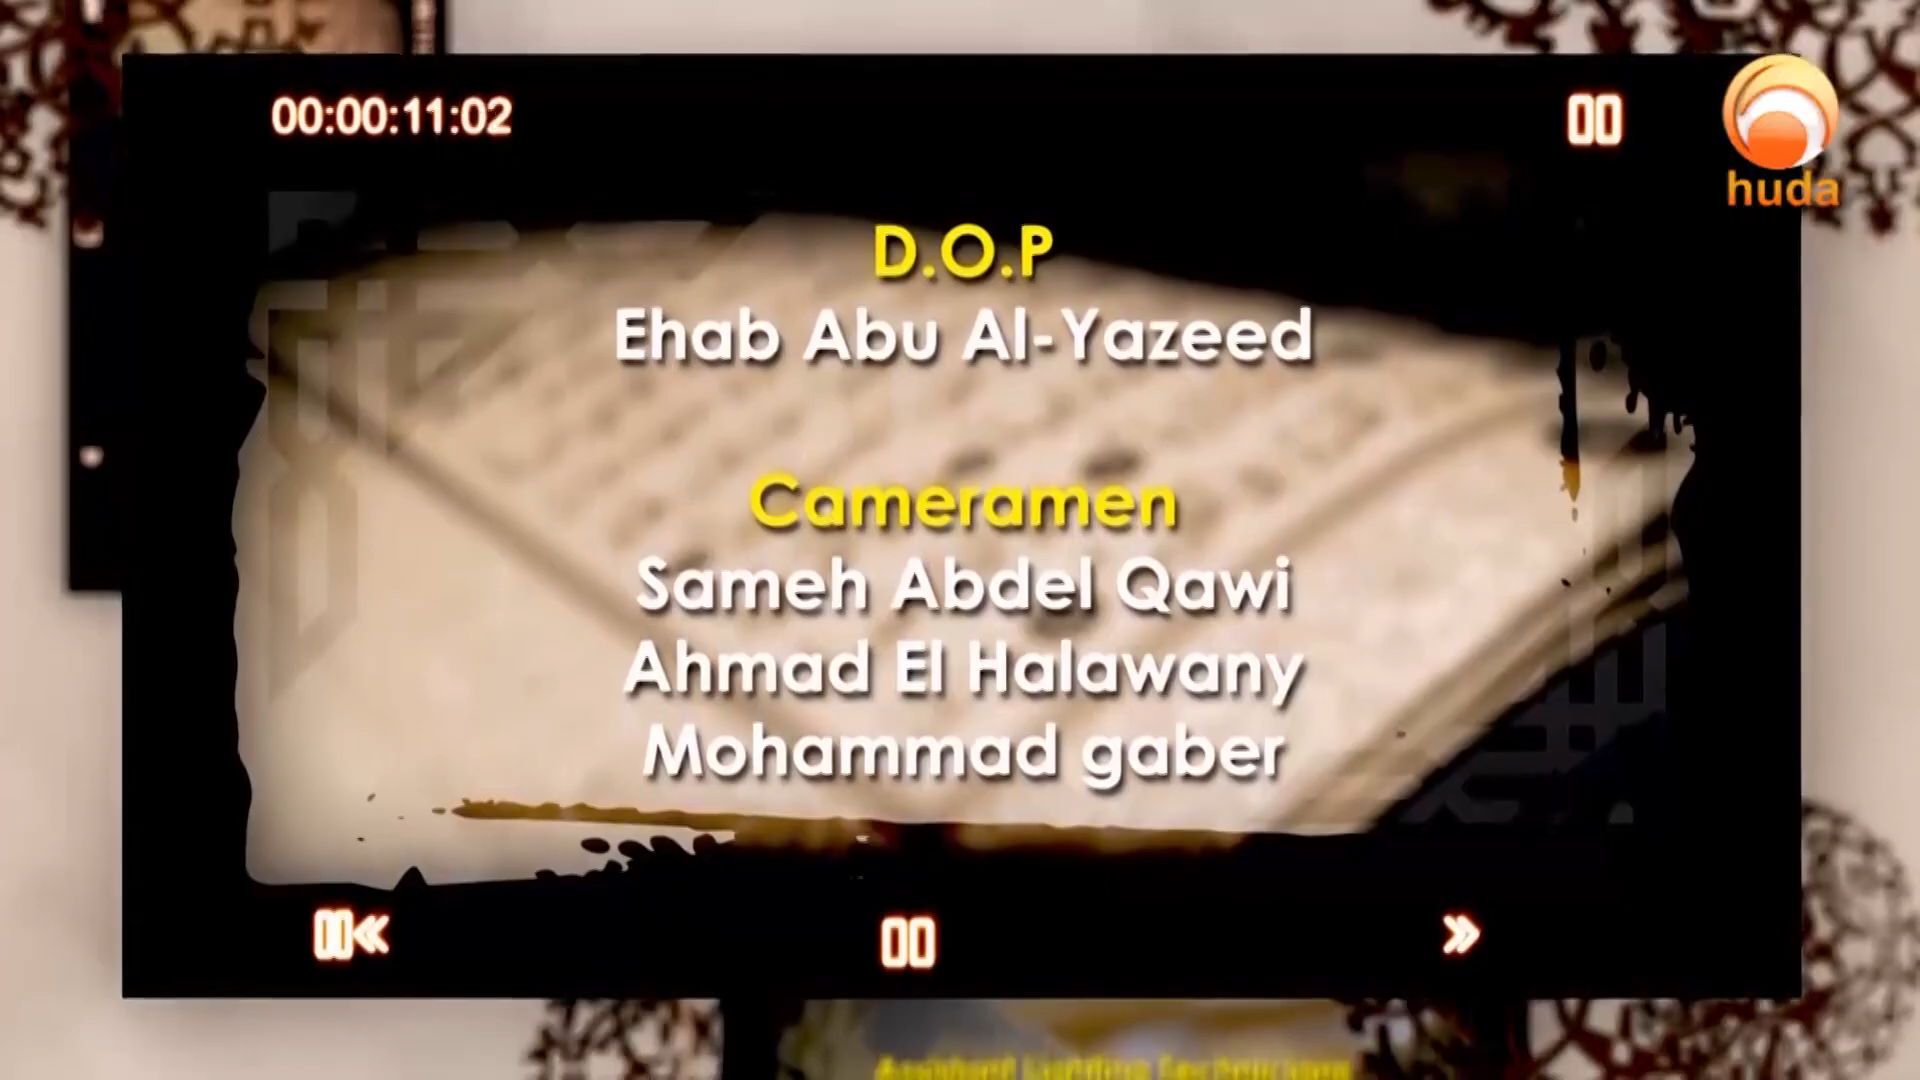 00:00:11:02
huda
D.O.P
Ehab Abu Al-Yazeed
Cameramen
Sameh Abdel Qawi
Ahmad El Halawany
Mohammad gaber